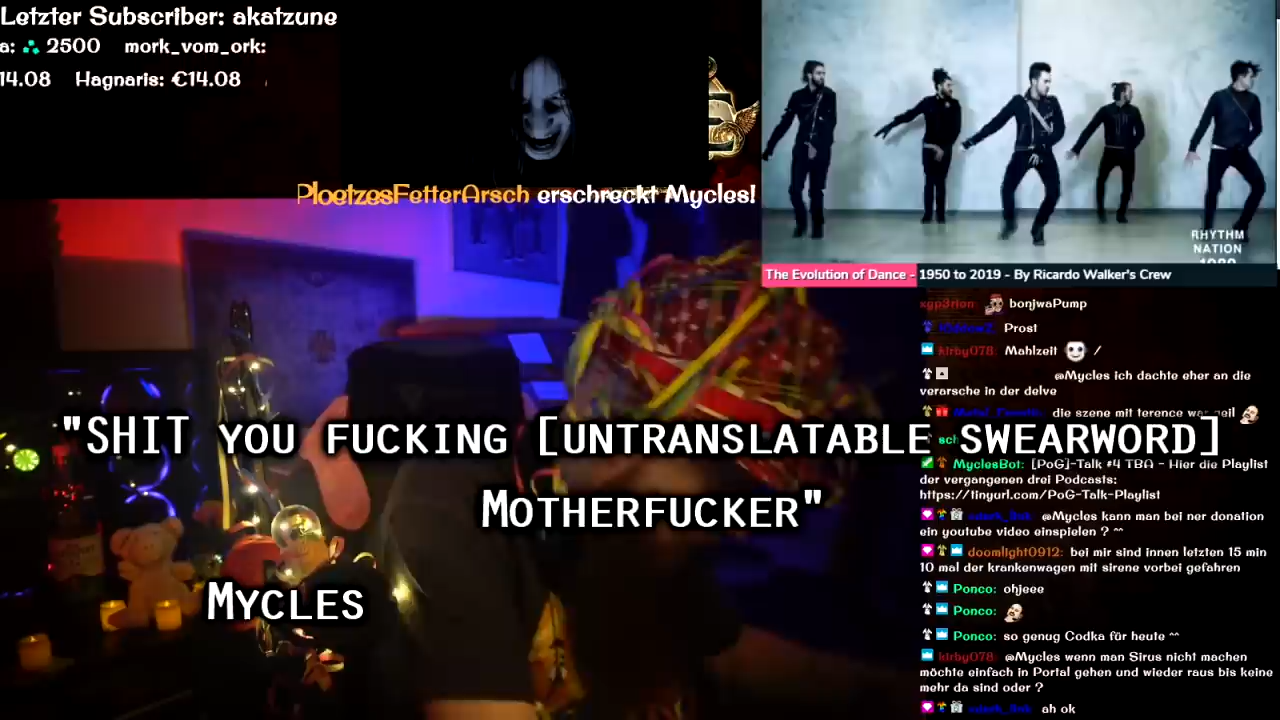 Letzter Subscriber: akatzune
a: 2500 mork_vom_ork:
14.08 Hagnaris: €14.08
PloetzesFetterArsch erschreckt Mycles!
RHYTHM
NATION
1989
The Evolution of Dance - 1950 to 2019 - By Ricardo Walker's Crew
xyp3rion: bonjwaPump
Prost
kirby078: Mahlzeit /
@Mycles ich dachte eher an die
verarsche in der delve
die szene mit terence war geil
"SHIT YOU FUCKING [UNTRANSLATABLE SWEARWORD]
MOTHERFUCKER"
MYCLES
sch
MyclesBot: [PoG]-Talk #4 TBA - Hier die Playlist
der vergangenen drei Podcasts:
https://tinyurl.com/PoG-Talk-Playlist
@Mycles kann man bei ner donation
ein youtube video einspielen ? ^^
doomlight0912: bei mir sind innen letzten 15 min
10 mal der krankenwagen mit sirene vorbei gefahren
Ponco: ohjeee
Ponco:
Ponco: so genug Codka für heute ^^
kirby078: @Mycles wenn man Sirus nicht machen
möchte einfach in Portal gehen und wieder raus bis keine
mehr da sind oder ?
ah ok